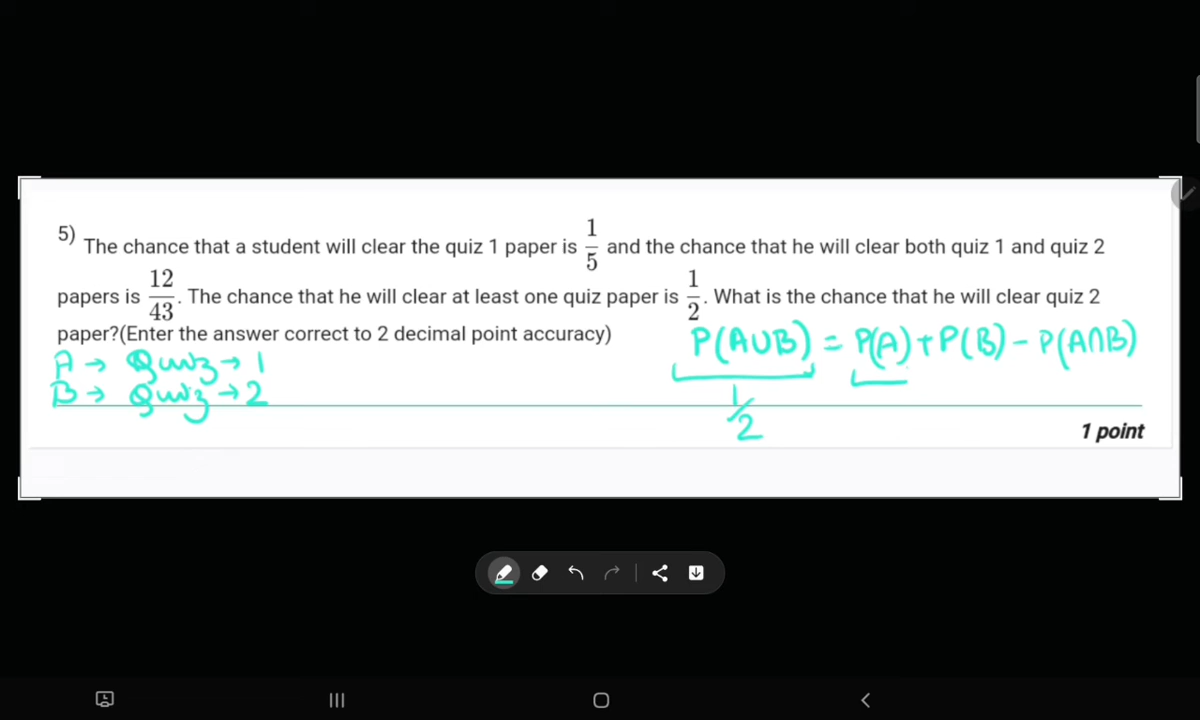 5) The chance that a student will clear the quiz 1 paper is 1/5 and the chance that he will clear both quiz 1 and quiz 2
papers is 12/43. The chance that he will clear at least one quiz paper is 1/2. What is the chance that he will clear quiz 2
paper?(Enter the answer correct to 2 decimal point accuracy)
P(A∪B) = P(A)+P(B)-P(A∩B)
A → Quiz → 1
B → Quiz → 2
1/2
1 point